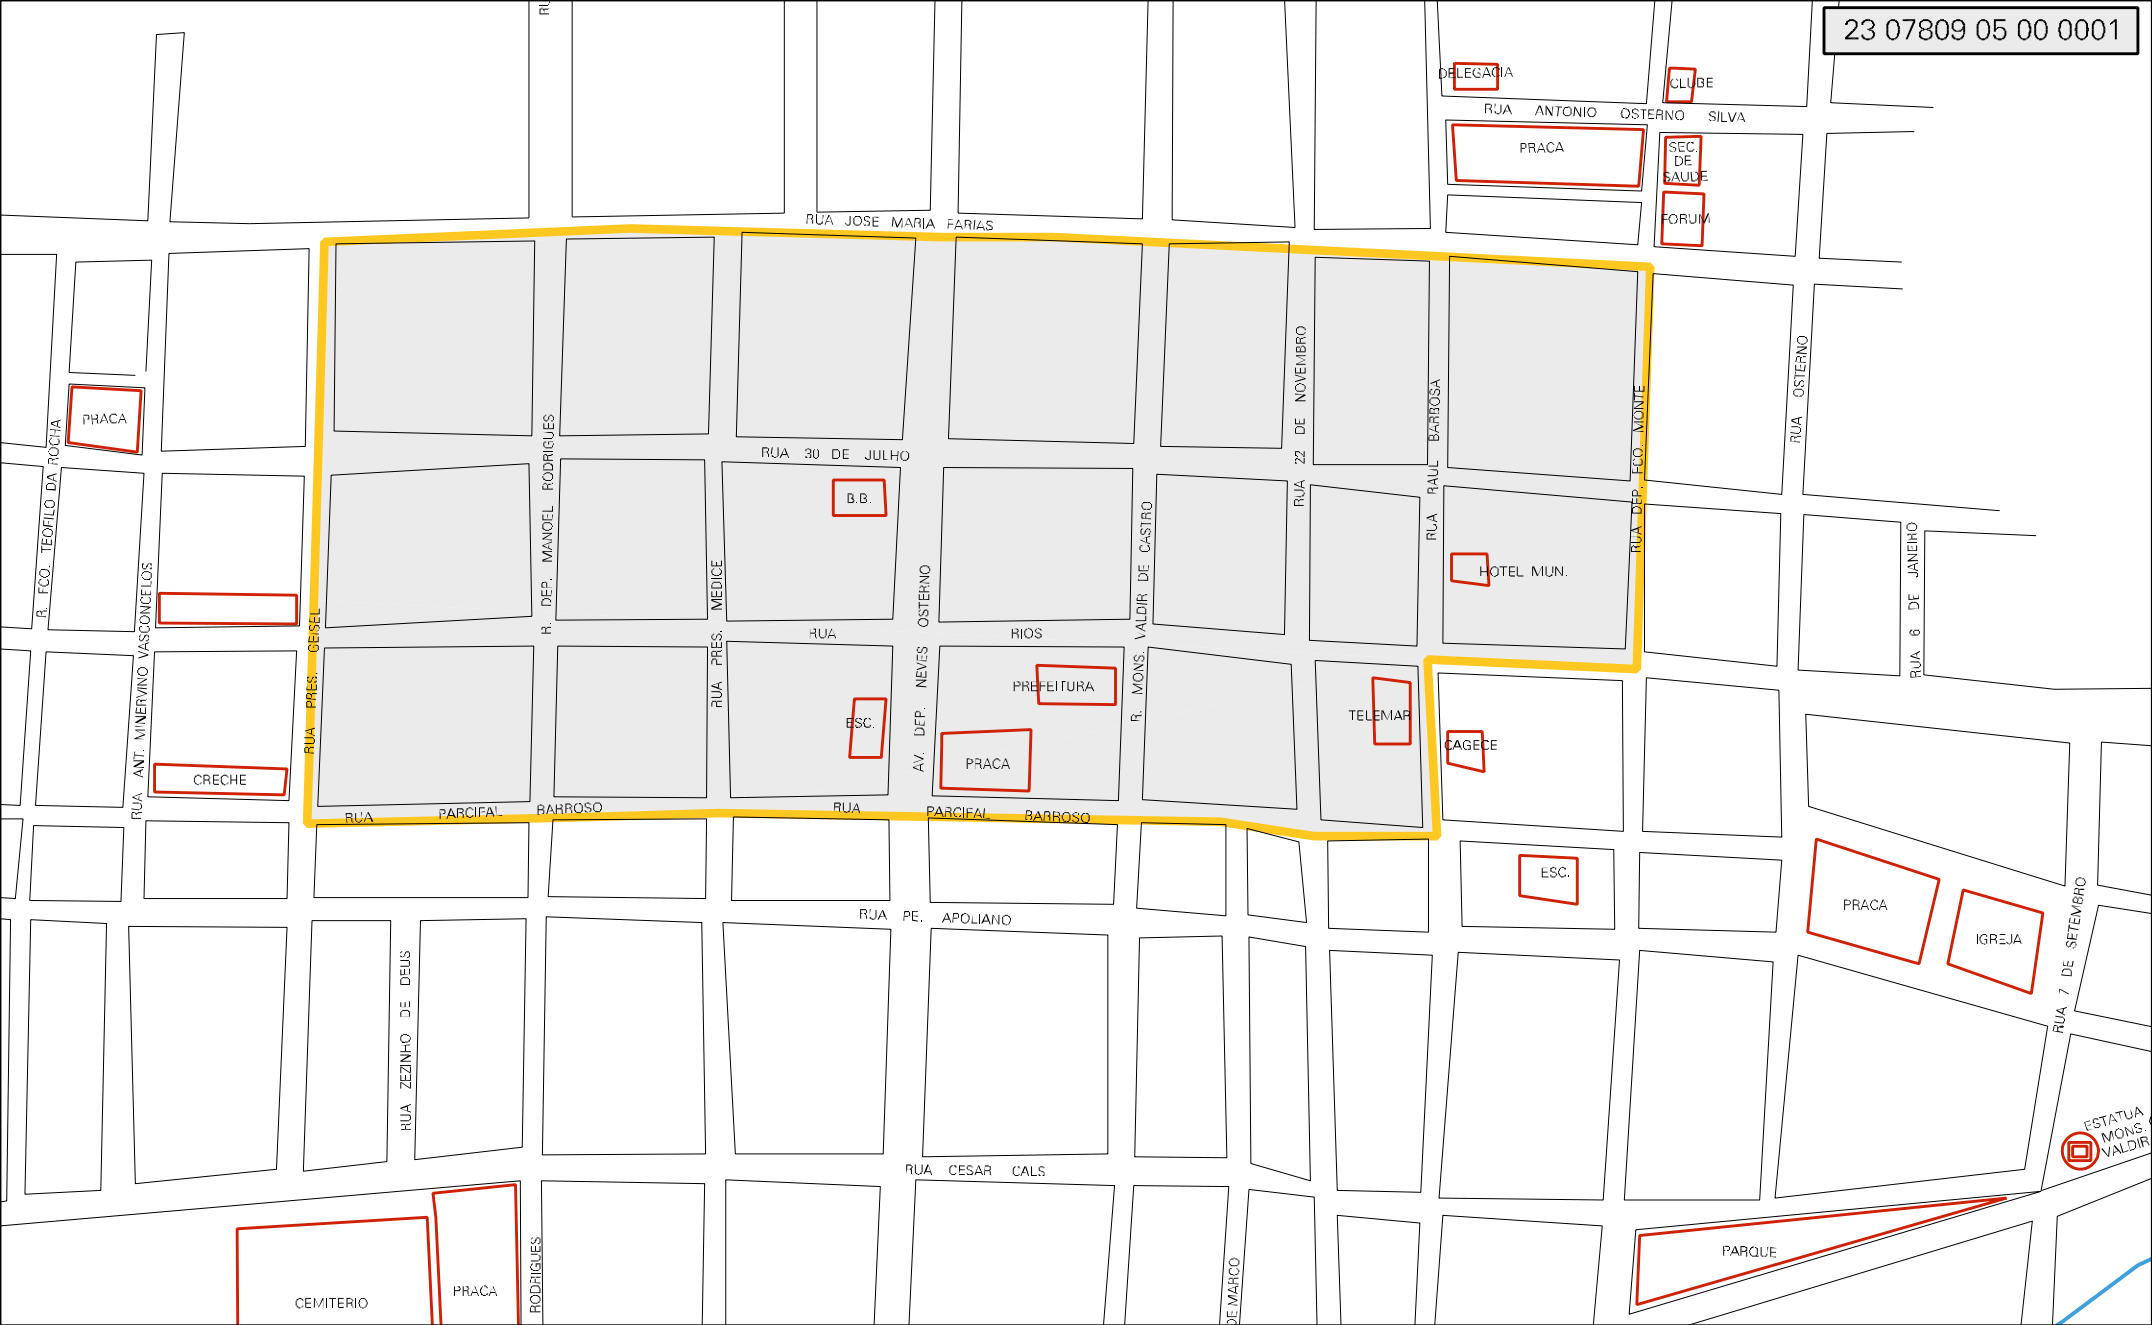 23 07809 05 00 0001
DELEGACIA
CLUBE
RUA ANTONIO OSTERNO SILVA
PRACA
SEC.
DE
SAUDE
FORUM
RUA JOSE MARIA FARIAS
PRACA
R. FCO. TEOFILO DA ROCHA
RUA ANT. MINERVINO VASCONCELOS
RUA PRES. GEISEL
R. DEP. MANOEL RODRIGUES
RUA PRES. MEDICE
RUA 30 DE JULHO
B.B.
AV. DEP. NEVES OSTERNO
R. MONS. VALDIR DE CASTRO
RUA 22 DE NOVEMBRO
RUA RAUL BARBOSA
RUA DEP. FCO. MONTE
RUA OSTERNO
RUA 6 DE JANEIRO
HOTEL MUN.
RUA RIOS
PREFEITURA
ESC.
PRACA
TELEMAR
CAGECE
CRECHE
RUA PARCIFAL BARROSO
RUA PARCIFAL BARROSO
ESC.
PRACA
IGREJA
RUA 7 DE SETEMBRO
RUA PE. APOLIANO
RUA ZEZINHO DE DEUS
RUA CESAR CALS
ESTATUA
MONS.
VALDIR
PARQUE
CEMITERIO
PRACA
RODRIGUES
DE MARCO